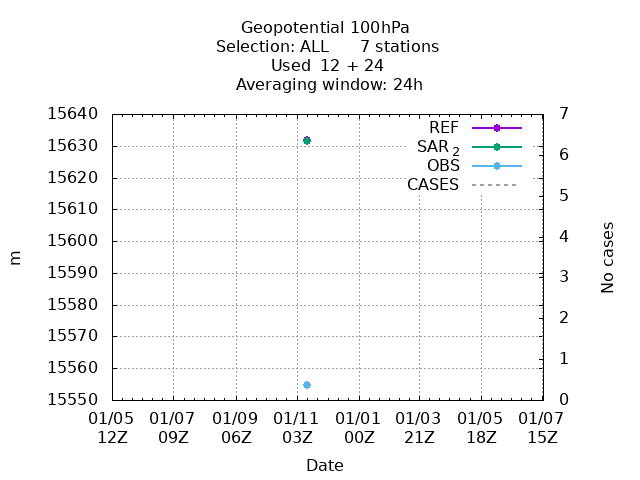 Geopotential 100hPa
Selection: ALL      7 stations
Used  12 + 24
Averaging window: 24h
15640
15630
15620
15610
15600
15590
15580
15570
15560
15550
m
7
6
5
4
3
2
1
0
No cases
REF
SAR 2
OBS
CASES
01/05 01/07 01/09 01/11 01/01 01/03 01/05 01/07
12Z 09Z 06Z 03Z 00Z 21Z 18Z 15Z
Date